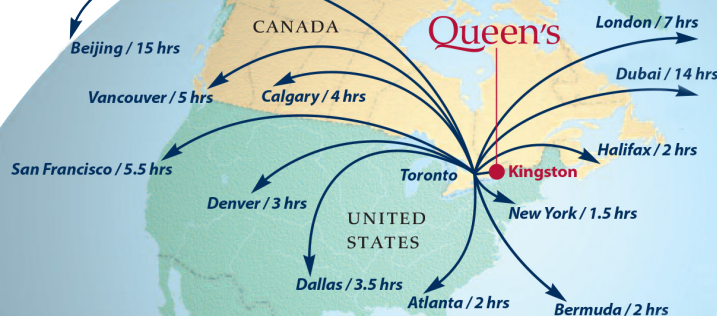 CANADA
Queen's
London / 7 hrs
Beijing / 15 hrs
Dubai / 14 hrs
Vancouver / 5 hrs
Calgary / 4 hrs
Halifax / 2 hrs
San Francisco / 5.5 hrs
Toronto
Kingston
Denver / 3 hrs
New York / 1.5 hrs
UNITED
STATES
Dallas / 3.5 hrs
Atlanta / 2 hrs
Bermuda / 2 hrs